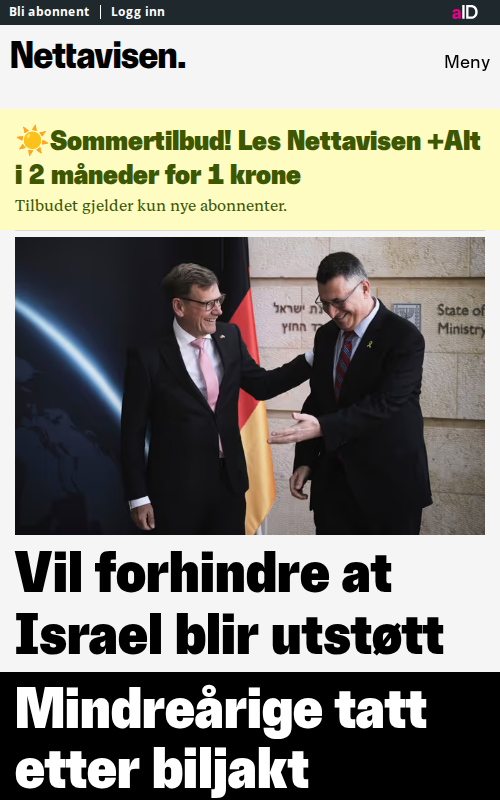 Bli abonnent | Logg inn
aID
Nettavisen.
Meny
☀️Sommertilbud! Les Nettavisen +Alt
i 2 måneder for 1 krone
Tilbudet gjelder kun nye abonnenter.
State of
Ministry
Vil forhindre at
Israel blir utstøtt
Mindreårige tatt
etter biljakt